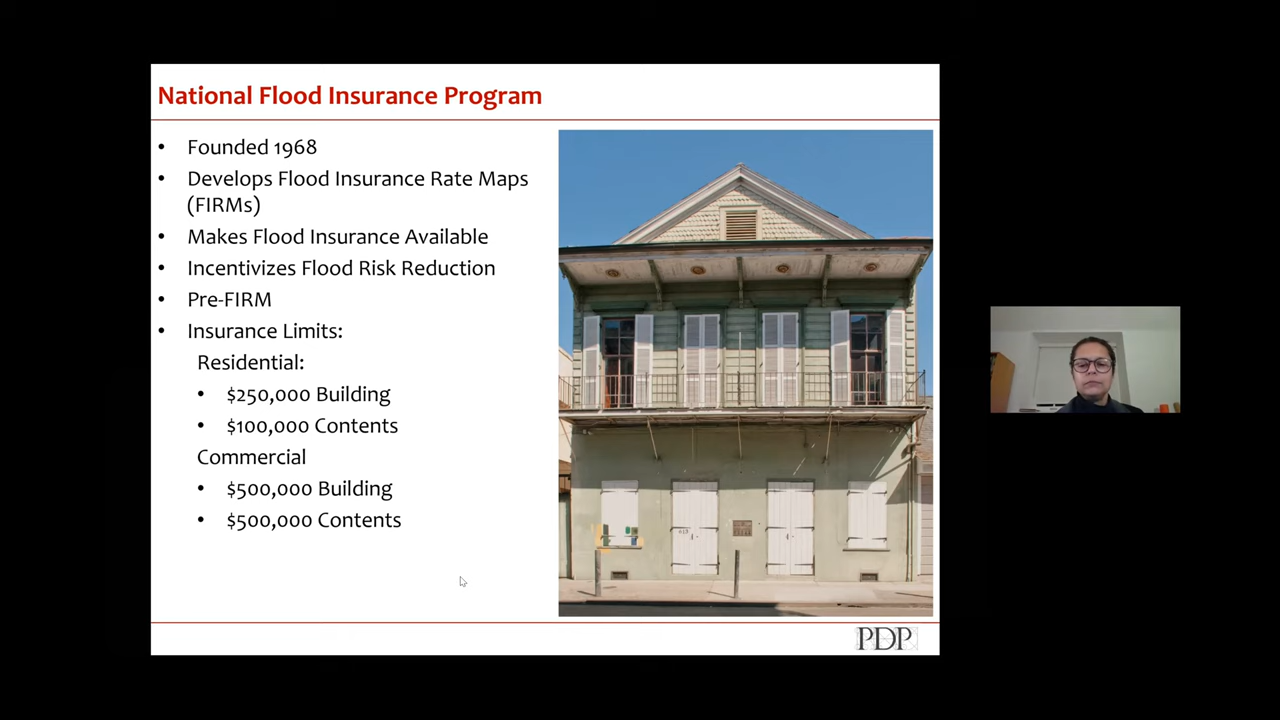 National Flood Insurance Program
• Founded 1968
• Develops Flood Insurance Rate Maps
(FIRMs)
• Makes Flood Insurance Available
• Incentivizes Flood Risk Reduction
• Pre-FIRM
• Insurance Limits:
Residential:
• $250,000 Building
• $100,000 Contents
Commercial
• $500,000 Building
• $500,000 Contents
PDP